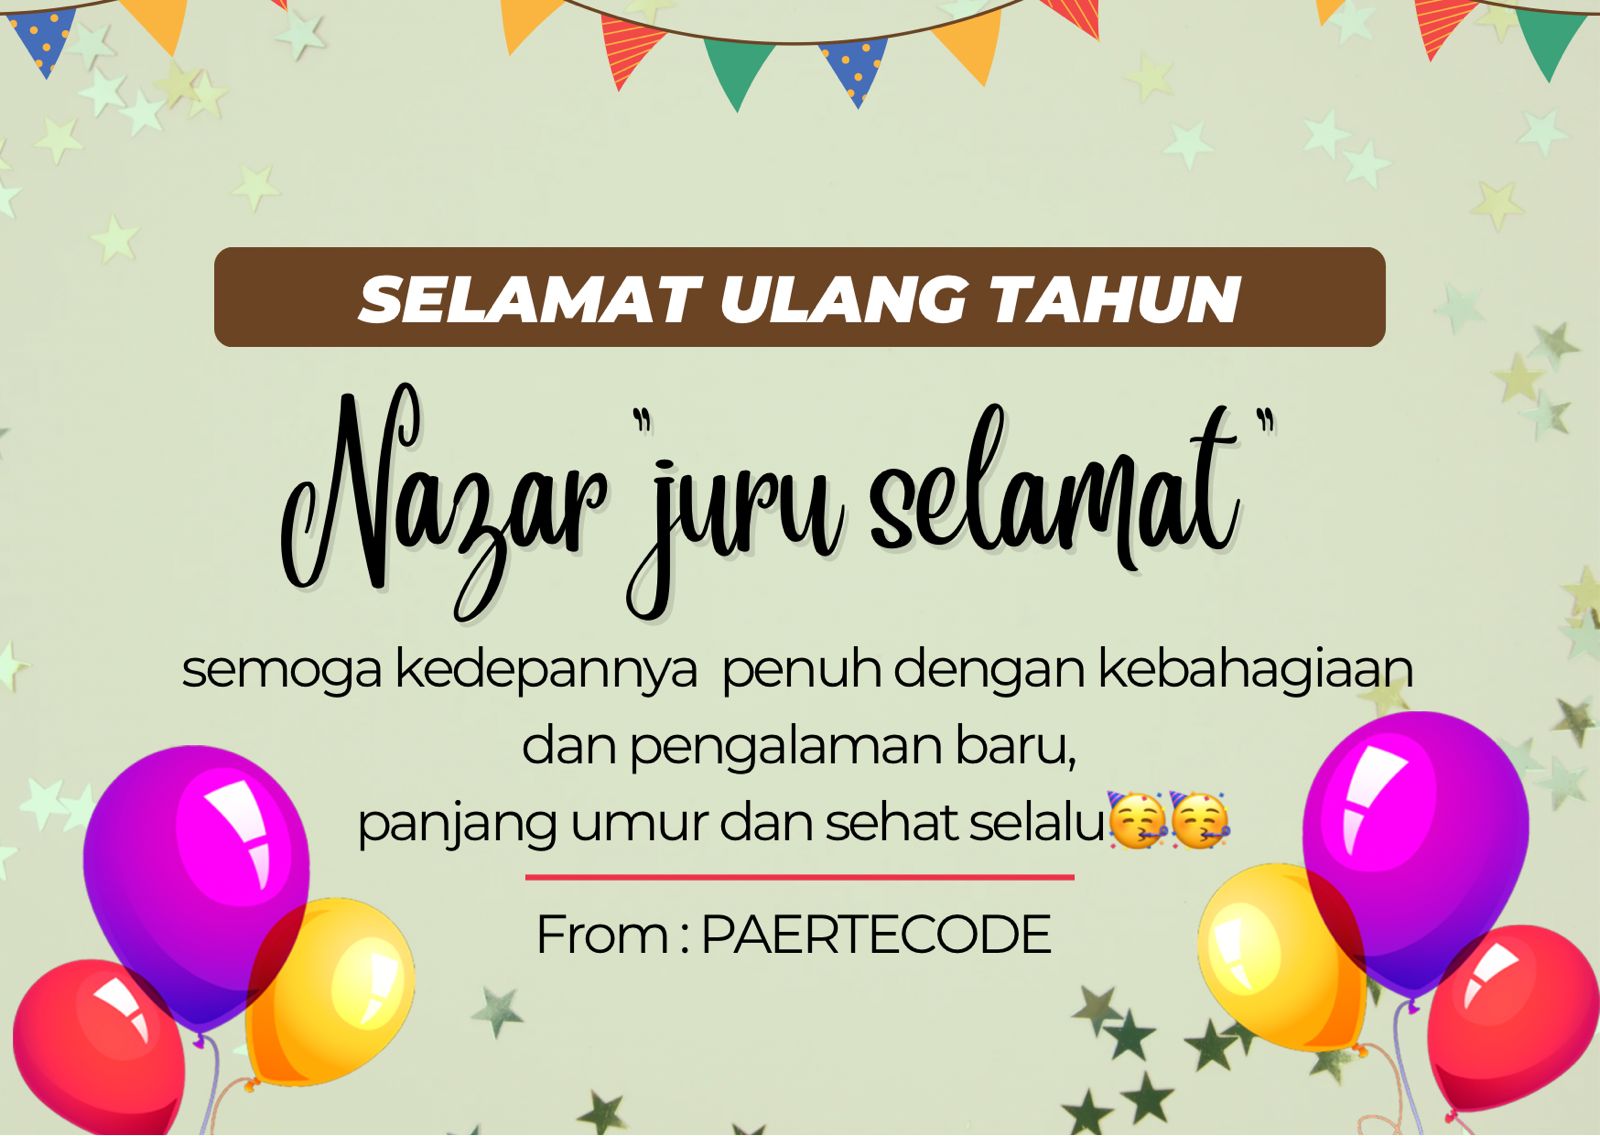 SELAMAT ULANG TAHUN
Nazar "juru selamat"
semoga kedepannya penuh dengan kebahagiaan
dan pengalaman baru,
panjang umur dan sehat selalu🥳🥳
From : PAERTECODE